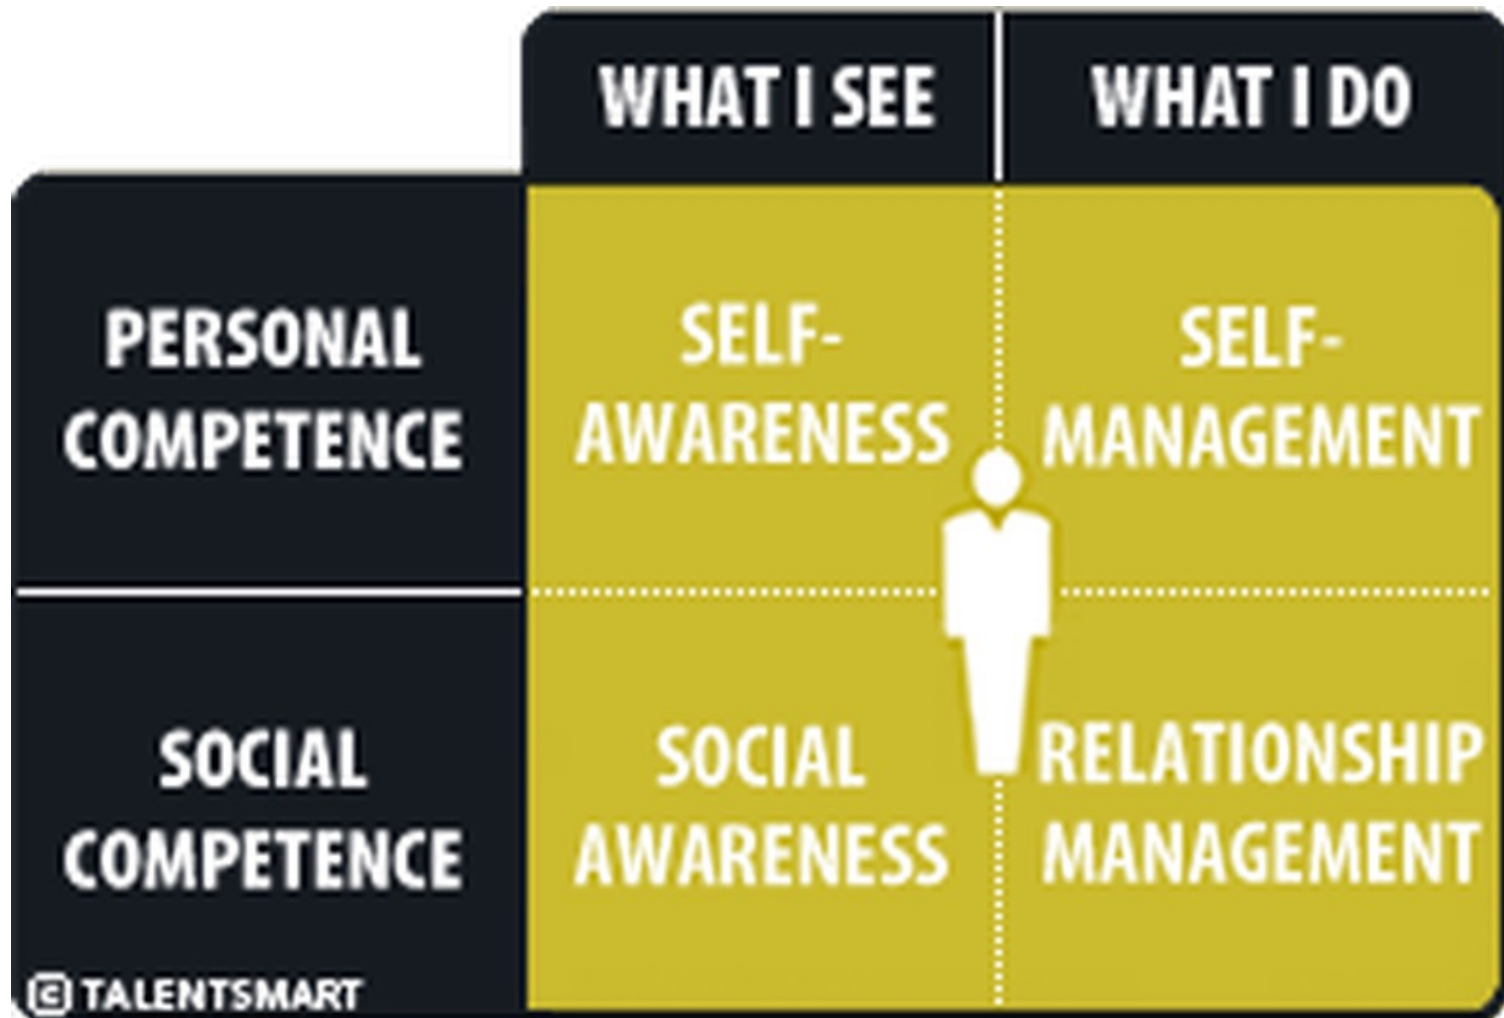 WHAT I SEE WHAT I DO
PERSONAL
COMPETENCE
SELF-
AWARENESS
SELF-
MANAGEMENT
SOCIAL
COMPETENCE
SOCIAL
AWARENESS
RELATIONSHIP
MANAGEMENT
© TALENTSMART